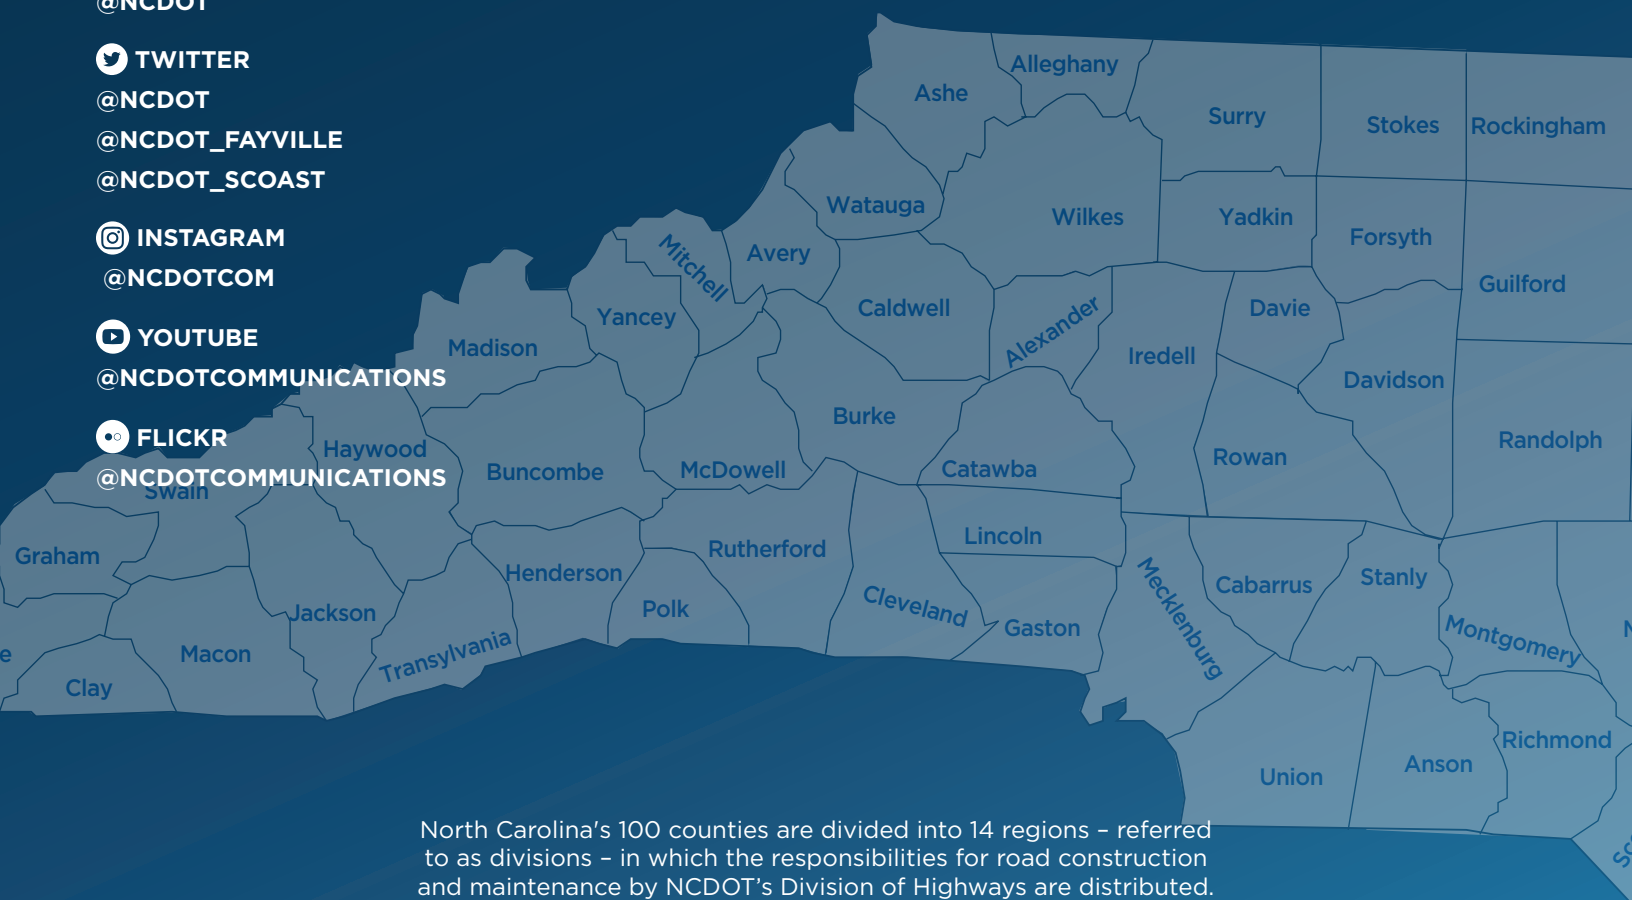 @NCDOT
TWITTER
@NCDOT
@NCDOT_FAYVILLE
@NCDOT_SCOAST
INSTAGRAM
@NCDOTCOM
YOUTUBE
@NCDOTCOMMUNICATIONS
FLICKR
@NCDOTCOMMUNICATIONS
Alleghany
Ashe
Surry
Stokes
Rockingham
Watauga
Wilkes
Yadkin
Forsyth
Mitchell
Avery
Guilford
Caldwell
Alexander
Davie
Yancey
Madison
Iredell
Davidson
Burke
Haywood
Buncombe
McDowell
Catawba
Rowan
Randolph
Swain
Graham
Lincoln
Rutherford
Henderson
Mecklenburg
Cabarrus
Stanly
Cleveland
Polk
Jackson
Gaston
Montgomery
Macon
Transylvania
Clay
Richmond
Anson
Union
North Carolina's 100 counties are divided into 14 regions – referred
to as divisions – in which the responsibilities for road construction
and maintenance by NCDOT’s Division of Highways are distributed.